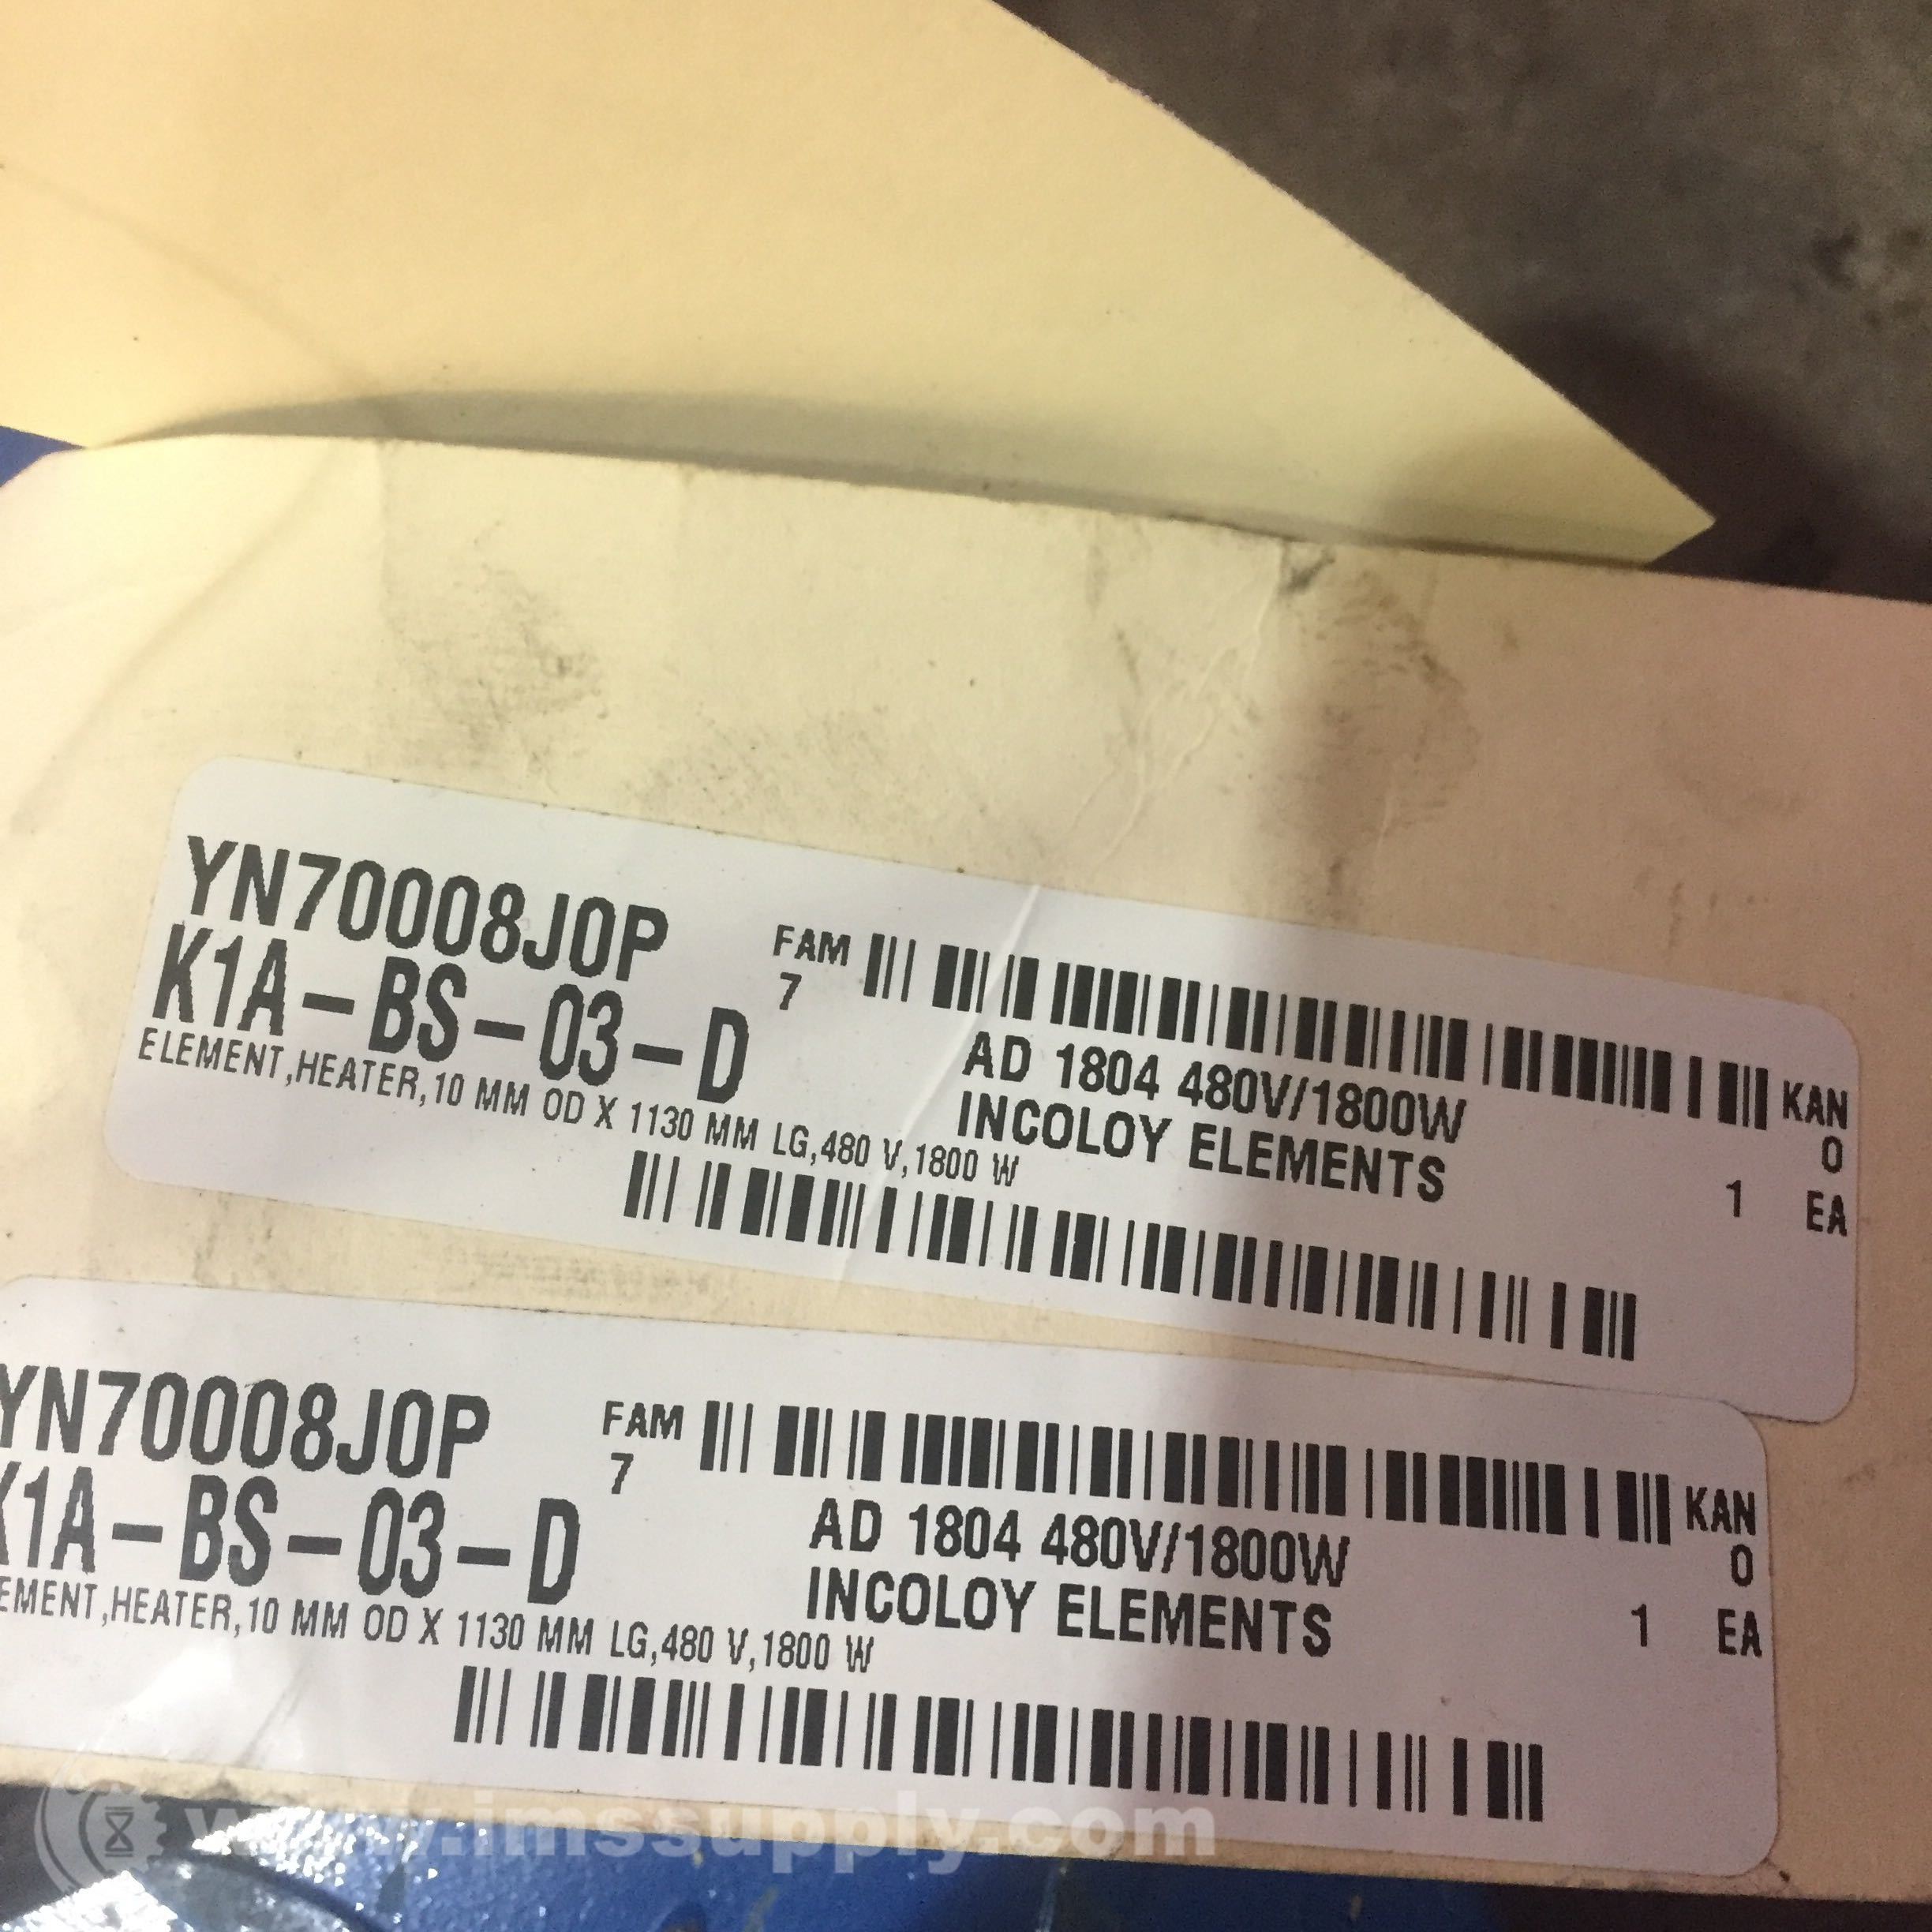 YN70008J0P
K1A-BS-03-D
ELEMENT,HEATER,10 MM OD X 1130 MM LG,480 V,1800 W
FAM
7
AD 1804 480V/1800W
INCOLOY ELEMENTS
KAN
0
1 EA
YN70008J0P
K1A-BS-03-D
EMENT,HEATER,10 MM OD X 1130 MM LG,480 V,1800 W
FAM
7
AD 1804 480V/1800W
INCOLOY ELEMENTS
KAN
0
1 EA
www.imssupply.com